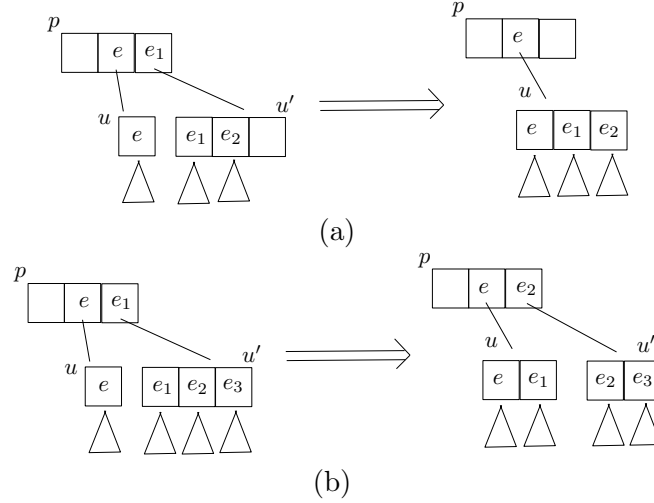 p p
e e₁ e
u u′ u
e e₁ e₂ e e₁ e₂
(a)
p p
e e₁ e e₂
u u′ u u′
e e₁ e₂ e₃ e e₁ e₂ e₃
(b)